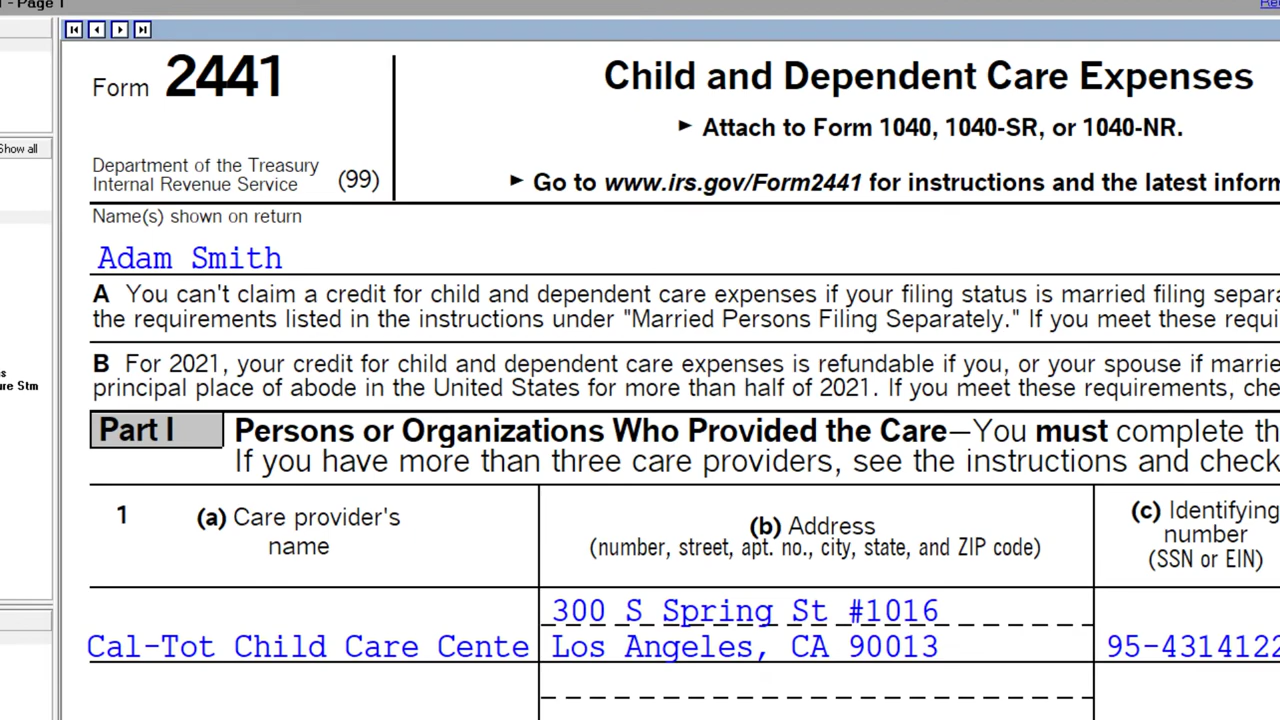 - Page 1
Form 2441
Child and Dependent Care Expenses
► Attach to Form 1040, 1040-SR, or 1040-NR.
Department of the Treasury
Internal Revenue Service (99)
► Go to www.irs.gov/Form2441 for instructions and the latest inform
Show all
Name(s) shown on return
Adam Smith
A You can't claim a credit for child and dependent care expenses if your filing status is married filing separa
the requirements listed in the instructions under "Married Persons Filing Separately." If you meet these requi
B For 2021, your credit for child and dependent care expenses is refundable if you, or your spouse if marrie
principal place of abode in the United States for more than half of 2021. If you meet these requirements, che
Part I Persons or Organizations Who Provided the Care—You must complete th
If you have more than three care providers, see the instructions and check
1 (a) Care provider's
name
(b) Address
(number, street, apt. no., city, state, and ZIP code)
(c) Identifying
number
(SSN or EIN)
300 S Spring St #1016
Cal-Tot Child Care Cente Los Angeles, CA 90013 95-4314122